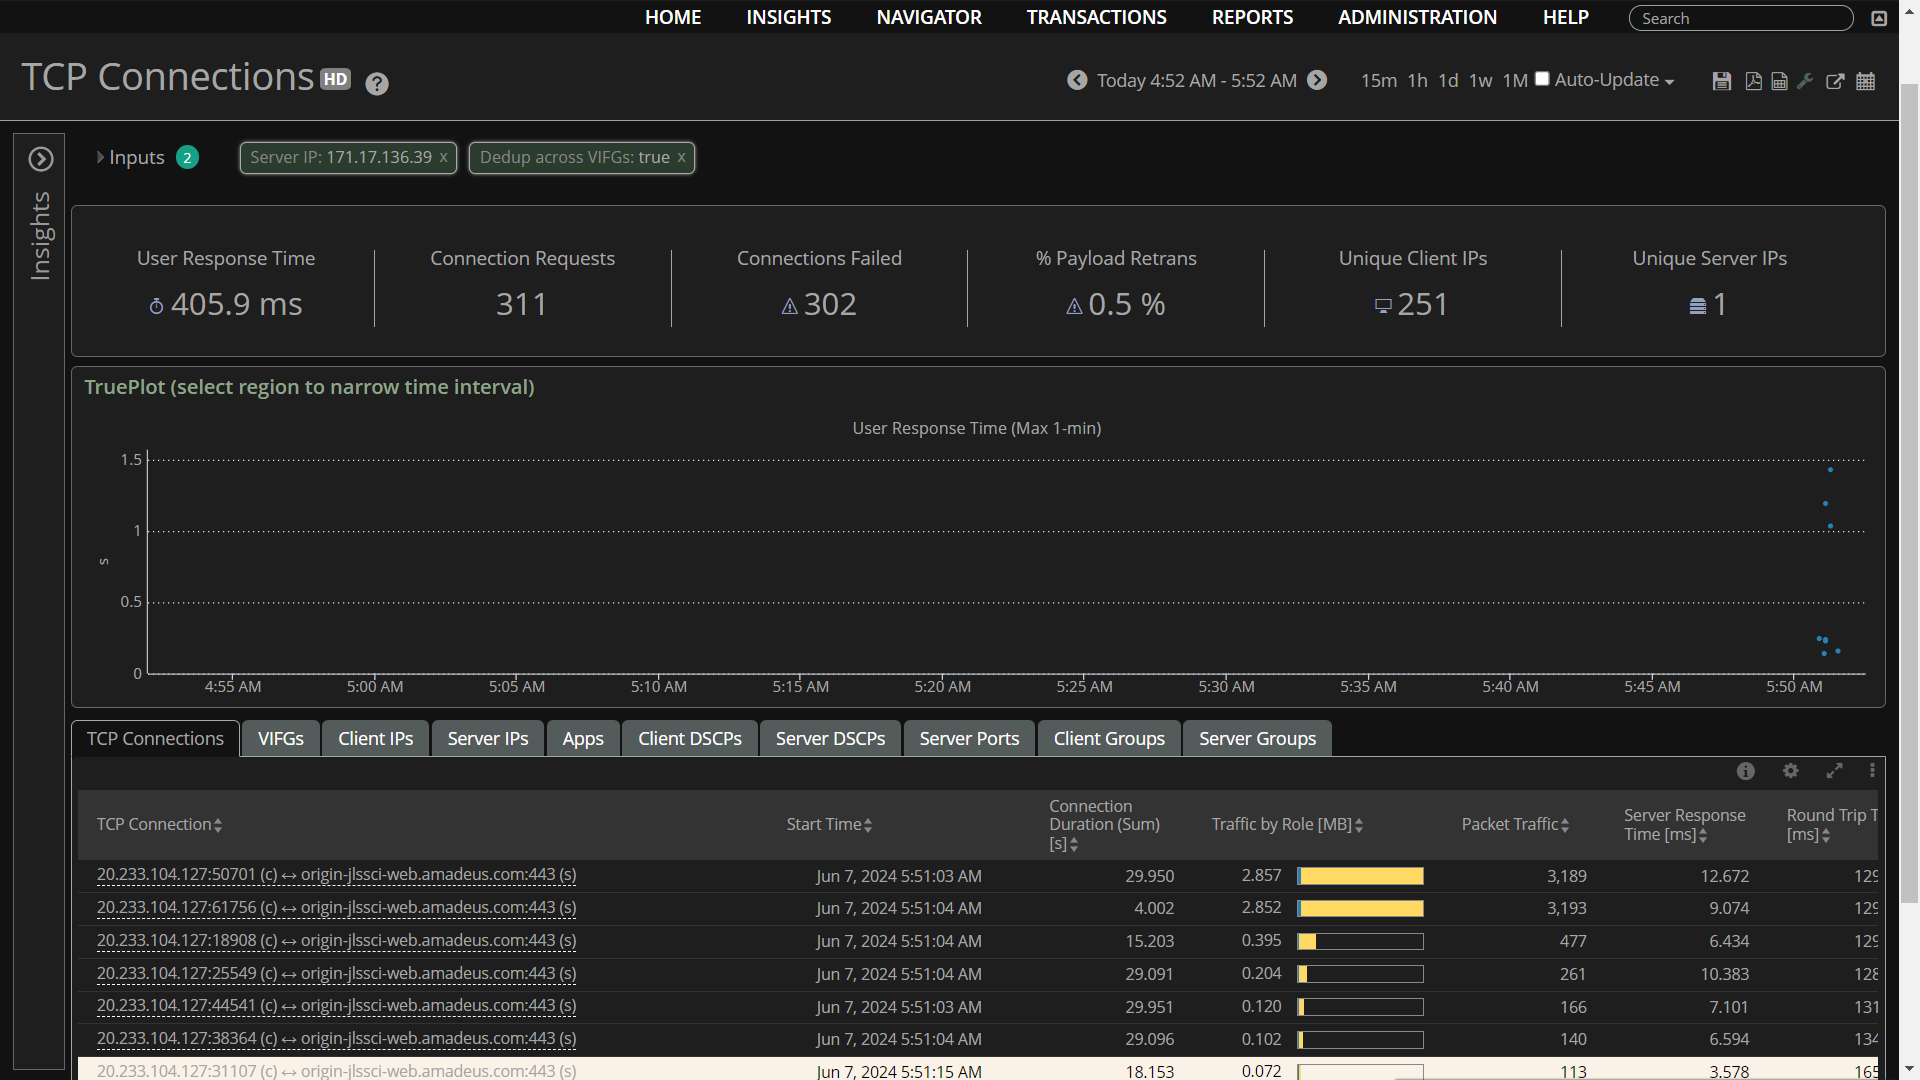 HOME INSIGHTS NAVIGATOR TRANSACTIONS REPORTS ADMINISTRATION HELP Search
TCP Connections HD ?
Today 4:52 AM - 5:52 AM 15m 1h 1d 1w 1M Auto-Update
Insights
Inputs 2 Server IP: 171.17.136.39 x Dedup across VIFGs: true x
User Response Time Connection Requests Connections Failed % Payload Retrans Unique Client IPs Unique Server IPs
405.9 ms 311 302 0.5 % 251 1
TruePlot (select region to narrow time interval)
User Response Time (Max 1-min)
1.5
1
s
0.5
0
4:55 AM 5:00 AM 5:05 AM 5:10 AM 5:15 AM 5:20 AM 5:25 AM 5:30 AM 5:35 AM 5:40 AM 5:45 AM 5:50 AM
TCP Connections VIFGs Client IPs Server IPs Apps Client DSCPs Server DSCPs Server Ports Client Groups Server Groups
TCP Connection Start Time Connection Duration (Sum) [s] Traffic by Role [MB] Packet Traffic Server Response Time [ms] Round Trip T [ms]
20.233.104.127:50701 (c) ↔ origin-jlssci-web.amadeus.com:443 (s) Jun 7, 2024 5:51:03 AM 29.950 2.857 3,189 12.672 129
20.233.104.127:61756 (c) ↔ origin-jlssci-web.amadeus.com:443 (s) Jun 7, 2024 5:51:04 AM 4.002 2.852 3,193 9.074 129
20.233.104.127:18908 (c) ↔ origin-jlssci-web.amadeus.com:443 (s) Jun 7, 2024 5:51:04 AM 15.203 0.395 477 6.434 129
20.233.104.127:25549 (c) ↔ origin-jlssci-web.amadeus.com:443 (s) Jun 7, 2024 5:51:04 AM 29.091 0.204 261 10.383 128
20.233.104.127:44541 (c) ↔ origin-jlssci-web.amadeus.com:443 (s) Jun 7, 2024 5:51:03 AM 29.951 0.120 166 7.101 131
20.233.104.127:38364 (c) ↔ origin-jlssci-web.amadeus.com:443 (s) Jun 7, 2024 5:51:04 AM 29.096 0.102 140 6.594 134
20.233.104.127:31107 (c) ↔ origin-jlssci-web.amadeus.com:443 (s) Jun 7, 2024 5:51:15 AM 18.153 0.072 113 3.578 165